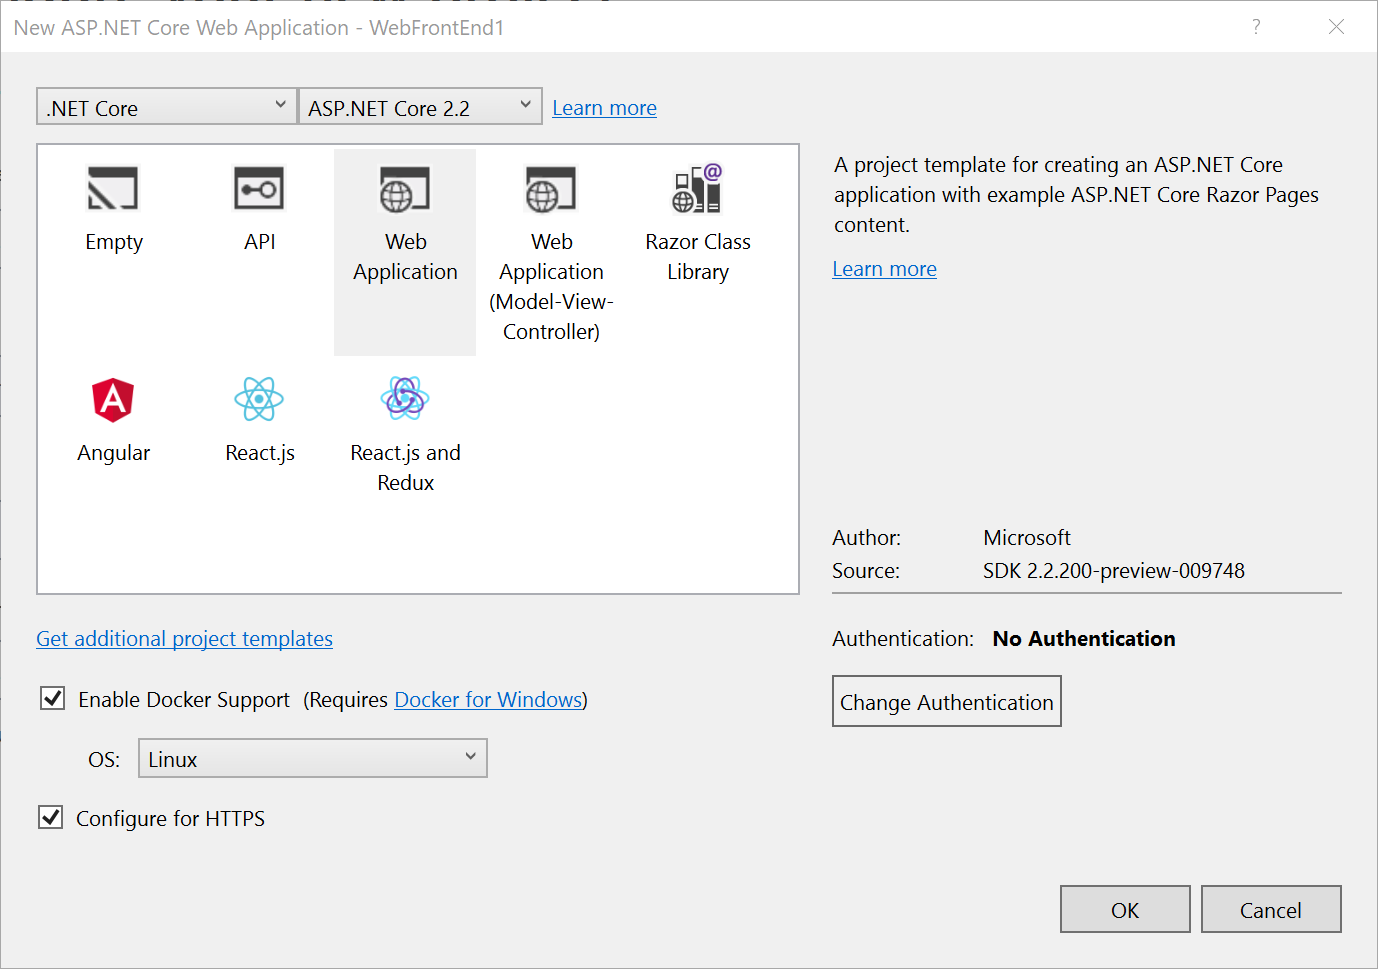 New ASP.NET Core Web Application - WebFrontEnd1
?
.NET Core
ASP.NET Core 2.2
Learn more
Empty
API
Web
Application
Web
Application
(Model-View-
Controller)
Razor Class
Library
Angular
React.js
React.js and
Redux
A project template for creating an ASP.NET Core
application with example ASP.NET Core Razor Pages
content.
Learn more
Author: Microsoft
Source: SDK 2.2.200-preview-009748
Get additional project templates
Authentication: No Authentication
Enable Docker Support (Requires Docker for Windows)
Change Authentication
OS: Linux
Configure for HTTPS
OK
Cancel